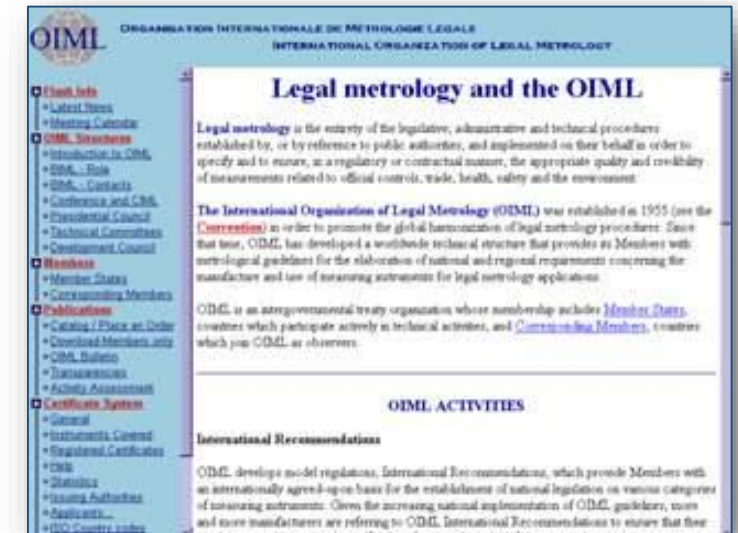 OIML
ORGANISATION INTERNATIONALE DE MÉTROLOGIE LÉGALE
INTERNATIONAL ORGANIZATION OF LEGAL METROLOGY
Flash Info
Latest News
Meeting Calendar
OIML Structures
Introduction to OIML
BIML - Role
BIML - Contacts
Conference and CIML
Presidential Council
Technical Committees
Development Council
Members
Member States
Corresponding Members
Publications
Catalog / Place an Order
Download Members only
OIML Bulletin
Transparencies
Activity Assessment
Certificate System
General
Instruments Covered
Registered Certificates
Help
Statistics
Issuing Authorities
Applicants...
ISO Country codes
Legal metrology and the OIML
Legal metrology is the entirety of the legislative, administrative and technical procedures
established by, or by reference to public authorities, and implemented on their behalf in order to
specify and to ensure, in a regulatory or contractual manner, the appropriate quality and credibility
of measurements related to official controls, trade, health, safety and the environment.
The International Organization of Legal Metrology (OIML) was established in 1955 (see the
Convention) in order to promote the global harmonization of legal metrology procedures. Since
that time, OIML has developed a worldwide technical structure that provides its Members with
metrological guidelines for the elaboration of national and regional requirements concerning the
manufacture and use of measuring instruments for legal metrology applications.
OIML is an intergovernmental treaty organization whose membership includes Member States,
countries which participate actively in technical activities, and Corresponding Members, countries
which join OIML as observers.
OIML ACTIVITIES
International Recommendations
OIML develops model regulations, International Recommendations, which provide Members with
an internationally agreed-upon basis for the establishment of national legislation on various categories
of measuring instruments. Given the increasing national implementation of OIML guidelines, more
and more manufacturers are referring to OIML International Recommendations to ensure that their